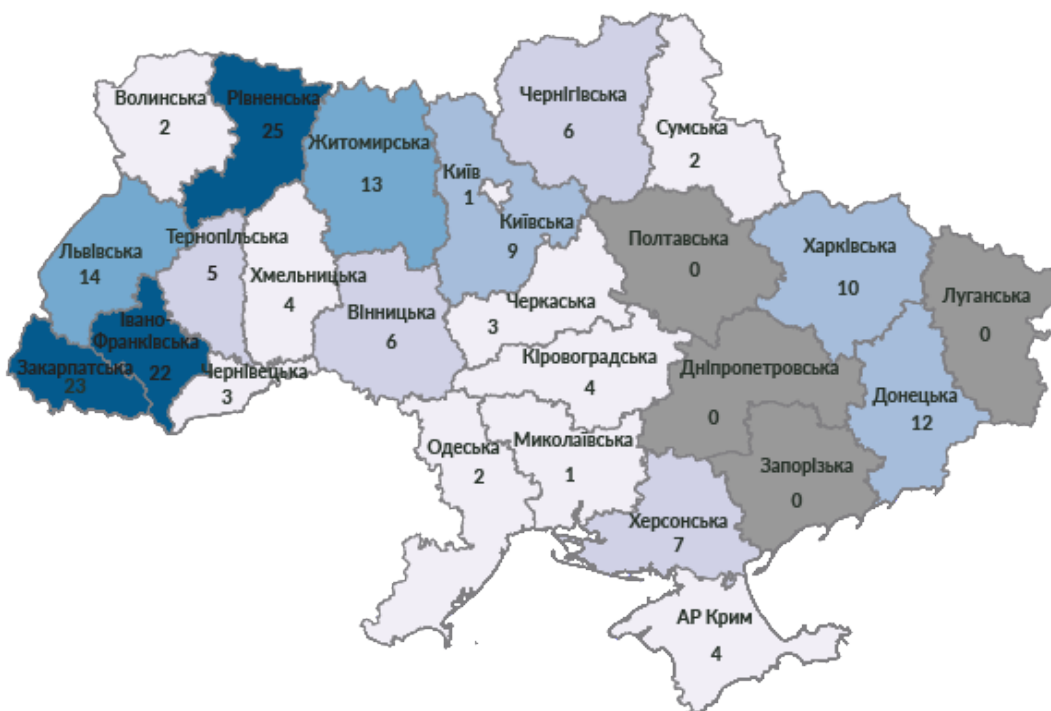 Волинська
2
Рівненська
25
Житомирська
13
Київ
1
Київська
9
Чернігівська
6
Сумська
2
Львівська
14
Тернопільська
5
Хмельницька
4
Вінницька
6
Черкаська
3
Полтавська
0
Харківська
10
Луганська
0
Івано-
Франківська
22
Закарпатська
23
Чернівецька
3
Кіровоградська
4
Дніпропетровська
0
Донецька
12
Одеська
2
Миколаївська
1
Запорізька
0
Херсонська
7
АР Крим
4